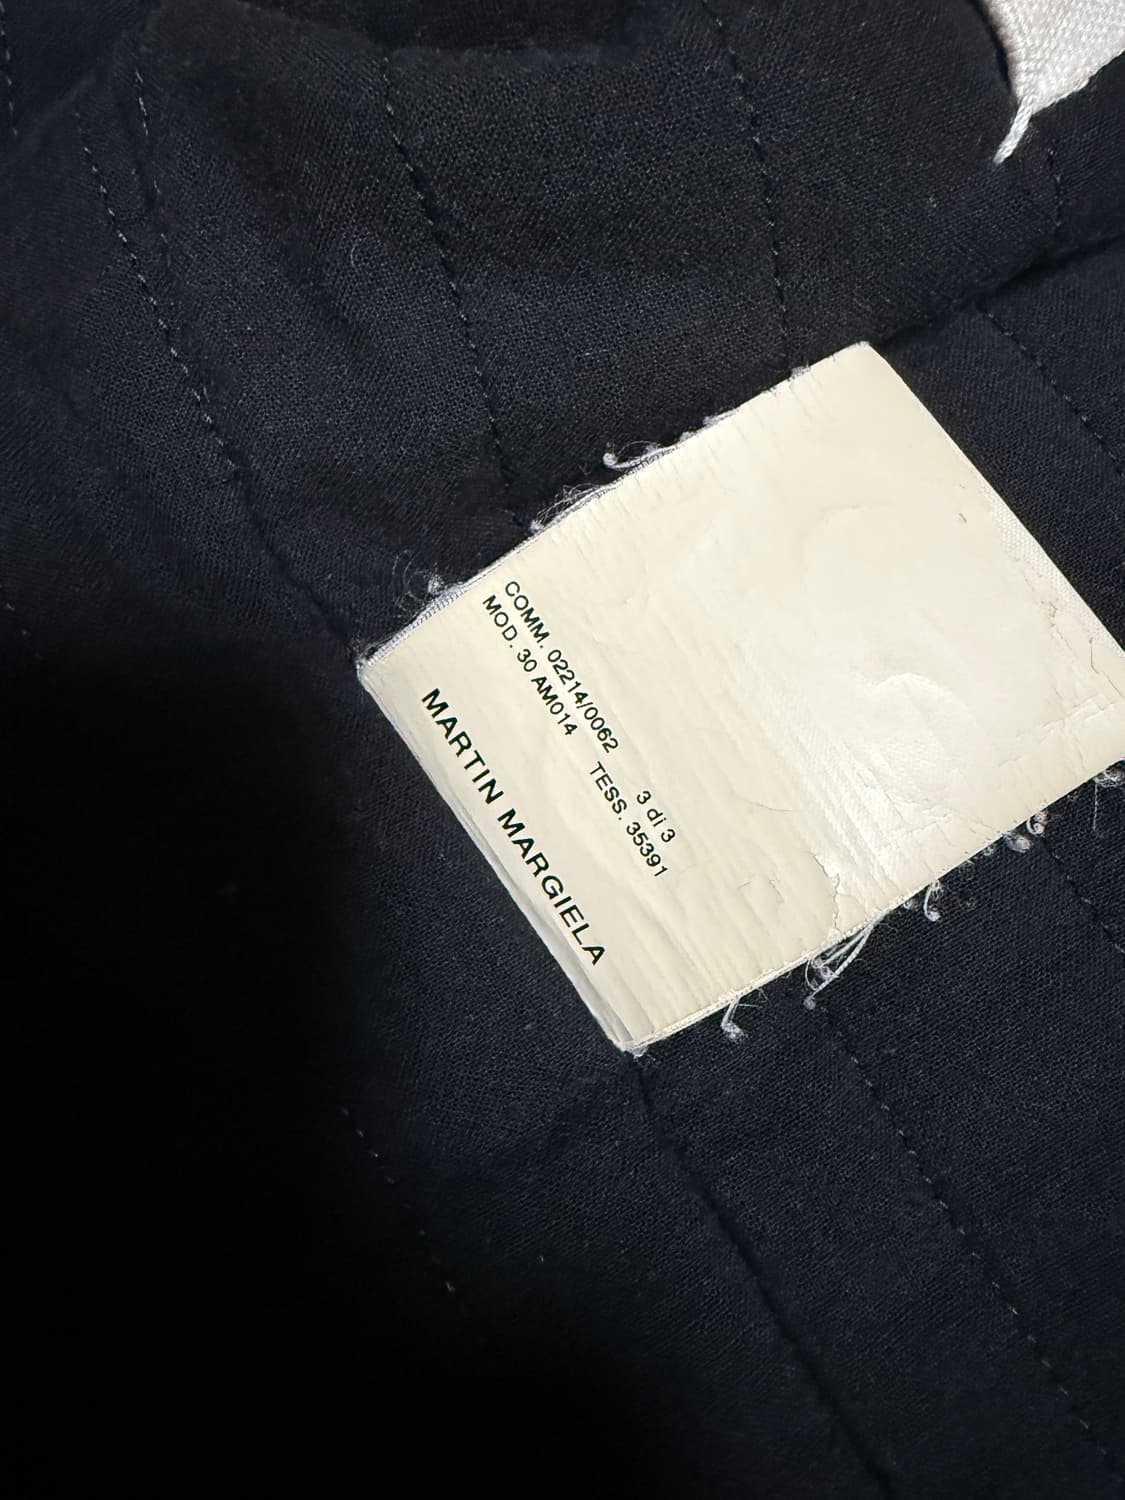 COMM. 02214/0062 3 di 3
MOD. 30 AM014 TESS. 35391
MARTIN MARGIELA